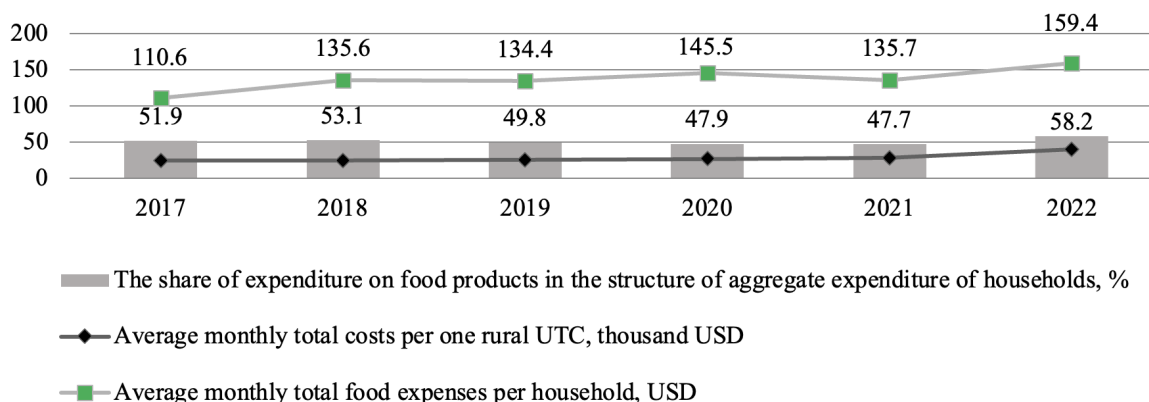 200
150
100
50
0
110.6 135.6 134.4 145.5 135.7 159.4
51.9 53.1 49.8 47.9 47.7 58.2
2017 2018 2019 2020 2021 2022
The share of expenditure on food products in the structure of aggregate expenditure of households, %
Average monthly total costs per one rural UTC, thousand USD
Average monthly total food expenses per household, USD